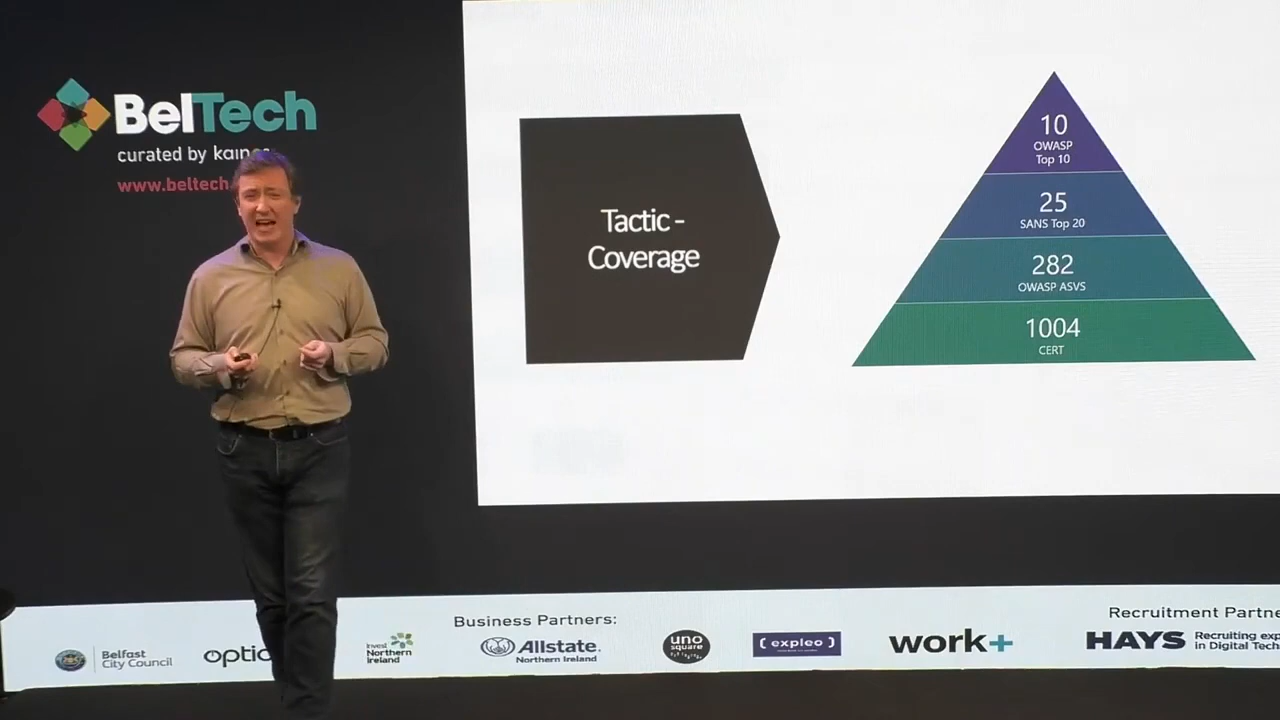 BelTech
curated by kainos
www.beltech.
Tactic -
Coverage
10
OWASP
Top 10
25
SANS Top 20
282
OWASP ASVS
1004
CERT
Business Partners:
Recruitment Partne
Belfast
City Council
optio
Invest
Northern
Ireland
Allstate.
Northern Ireland
uno
square
[expleo]
work+
HAYS
Recruiting exp
in Digital Tech